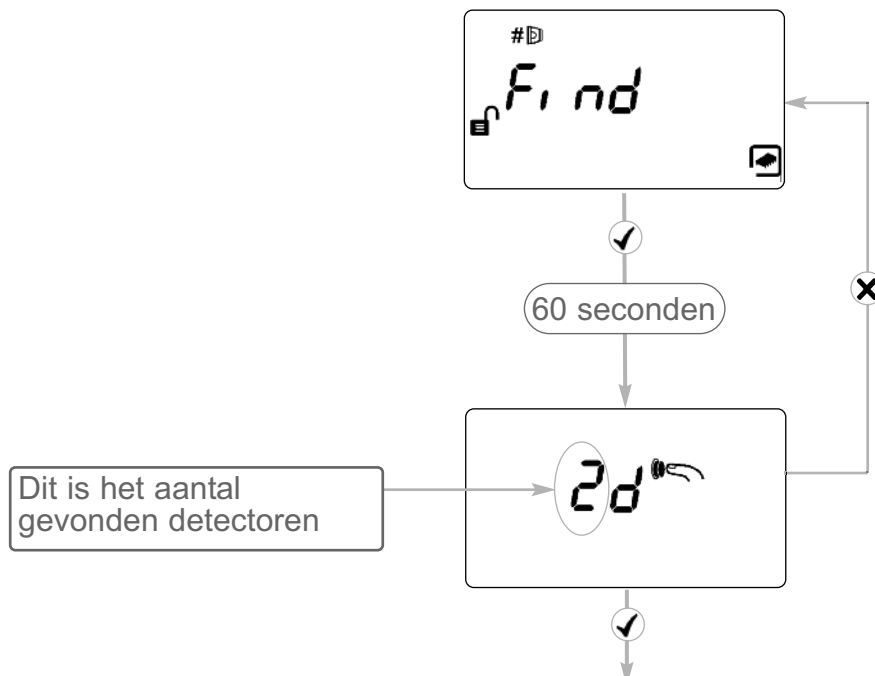 #
Find
60 seconden
2d
Dit is het aantal
gevonden detectoren